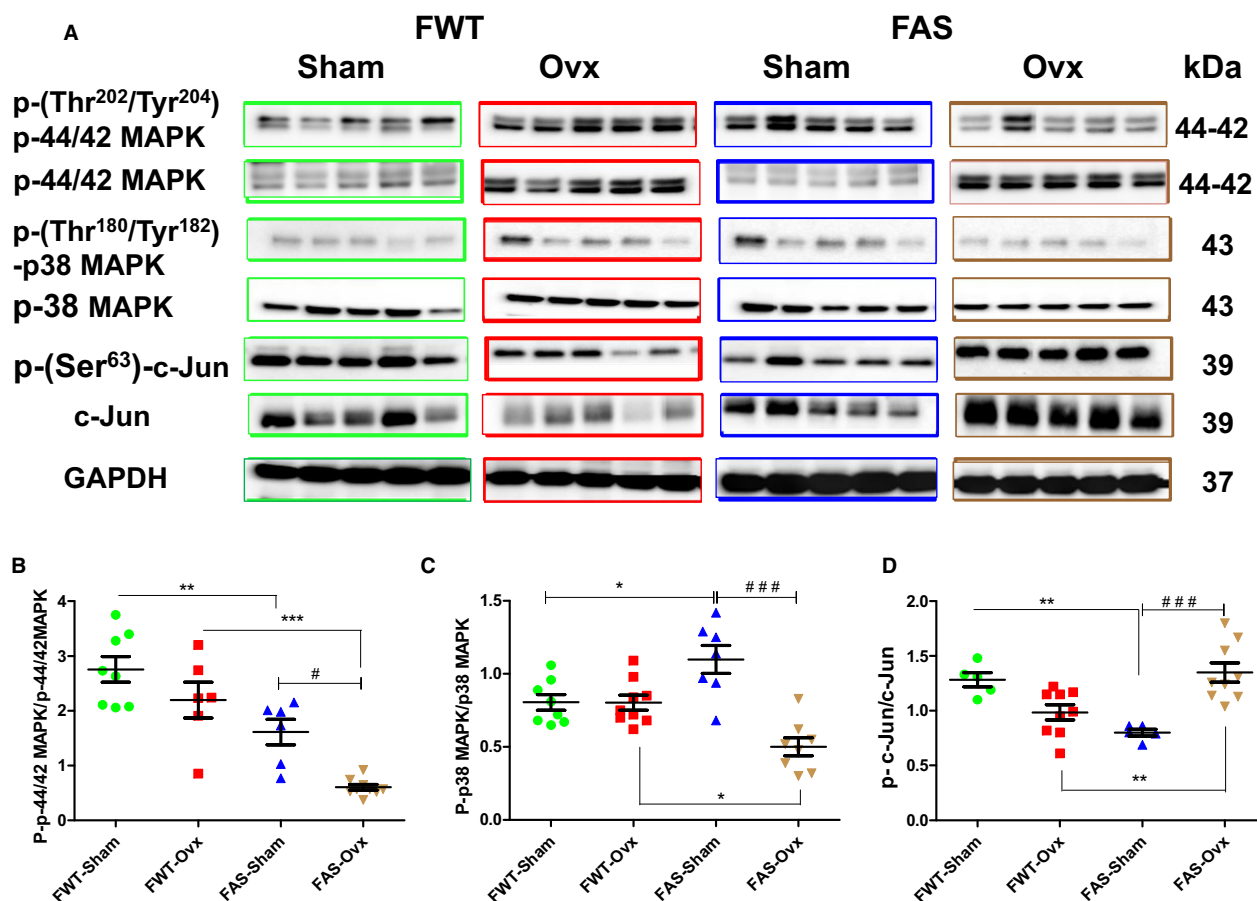 A
FWT FAS
Sham Ovx Sham Ovx kDa
p-(Thr202/Tyr204)
p-44/42 MAPK 44-42
p-44/42 MAPK 44-42
p-(Thr180/Tyr182)
-p38 MAPK 43
p-38 MAPK 43
p-(Ser63)-c-Jun 39
c-Jun 39
GAPDH 37
B
P-p-44/42 MAPK/p-44/42MAPK
4
3
2
1
0
**
***
#
FWT-Sham
FWT-Ovx
FAS-Sham
FAS-Ovx
C
P-p38 MAPK/p38 MAPK
1.5
1.0
0.5
0.0
*
# # #
*
FWT-Sham
FWT-Ovx
FAS-Sham
FAS-Ovx
D
p- c-Jun/c-Jun
2.0
1.5
1.0
0.5
0.0
**
# # #
**
FWT-Sham
FWT-Ovx
FAS-Sham
FAS-Ovx